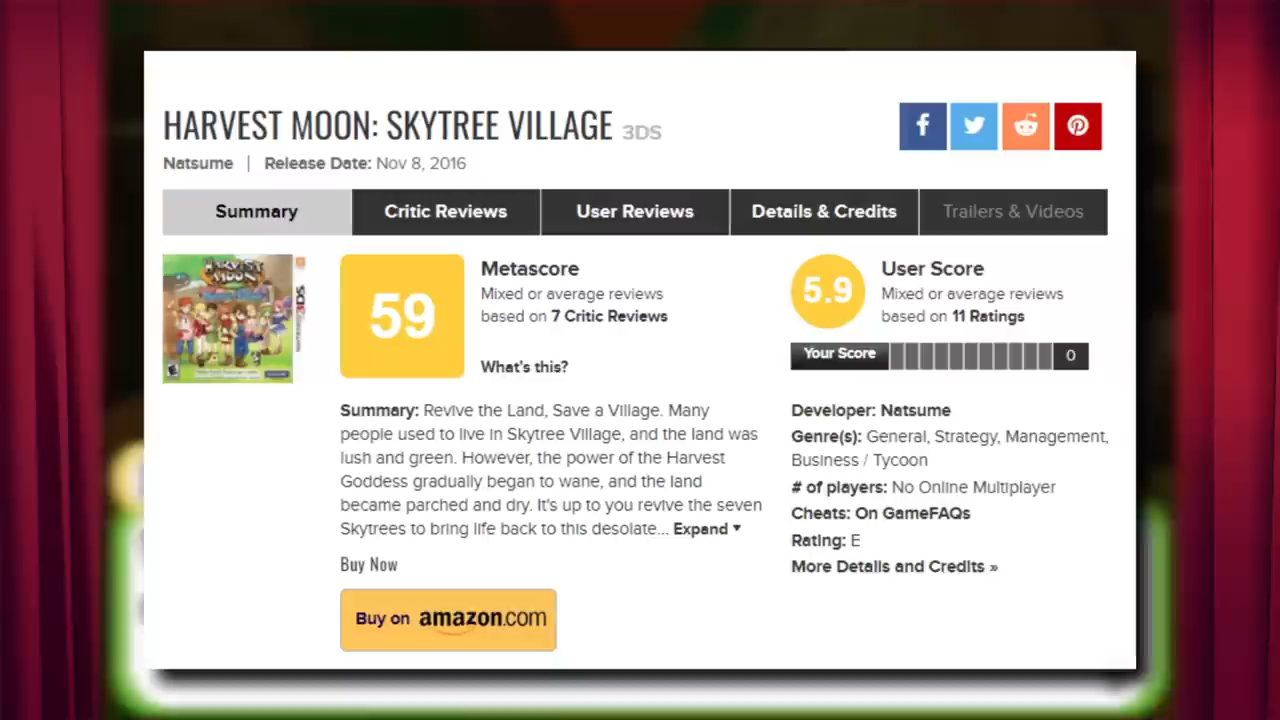 HARVEST MOON: SKYTREE VILLAGE 3DS
Natsume | Release Date: Nov 8, 2016
Summary Critic Reviews User Reviews Details & Credits Trailers & Videos
HARVEST
MOON
3DS
59
Metascore
Mixed or average reviews
based on 7 Critic Reviews
What's this?
5.9
User Score
Mixed or average reviews
based on 11 Ratings
Your Score 0
Summary: Revive the Land, Save a Village. Many
people used to live in Skytree Village, and the land was
lush and green. However, the power of the Harvest
Goddess gradually began to wane, and the land
became parched and dry. It's up to you revive the seven
Skytrees to bring life back to this desolate... Expand
Buy Now
Buy on amazon.com
Developer: Natsume
Genre(s): General, Strategy, Management,
Business / Tycoon
# of players: No Online Multiplayer
Cheats: On GameFAQs
Rating: E
More Details and Credits »